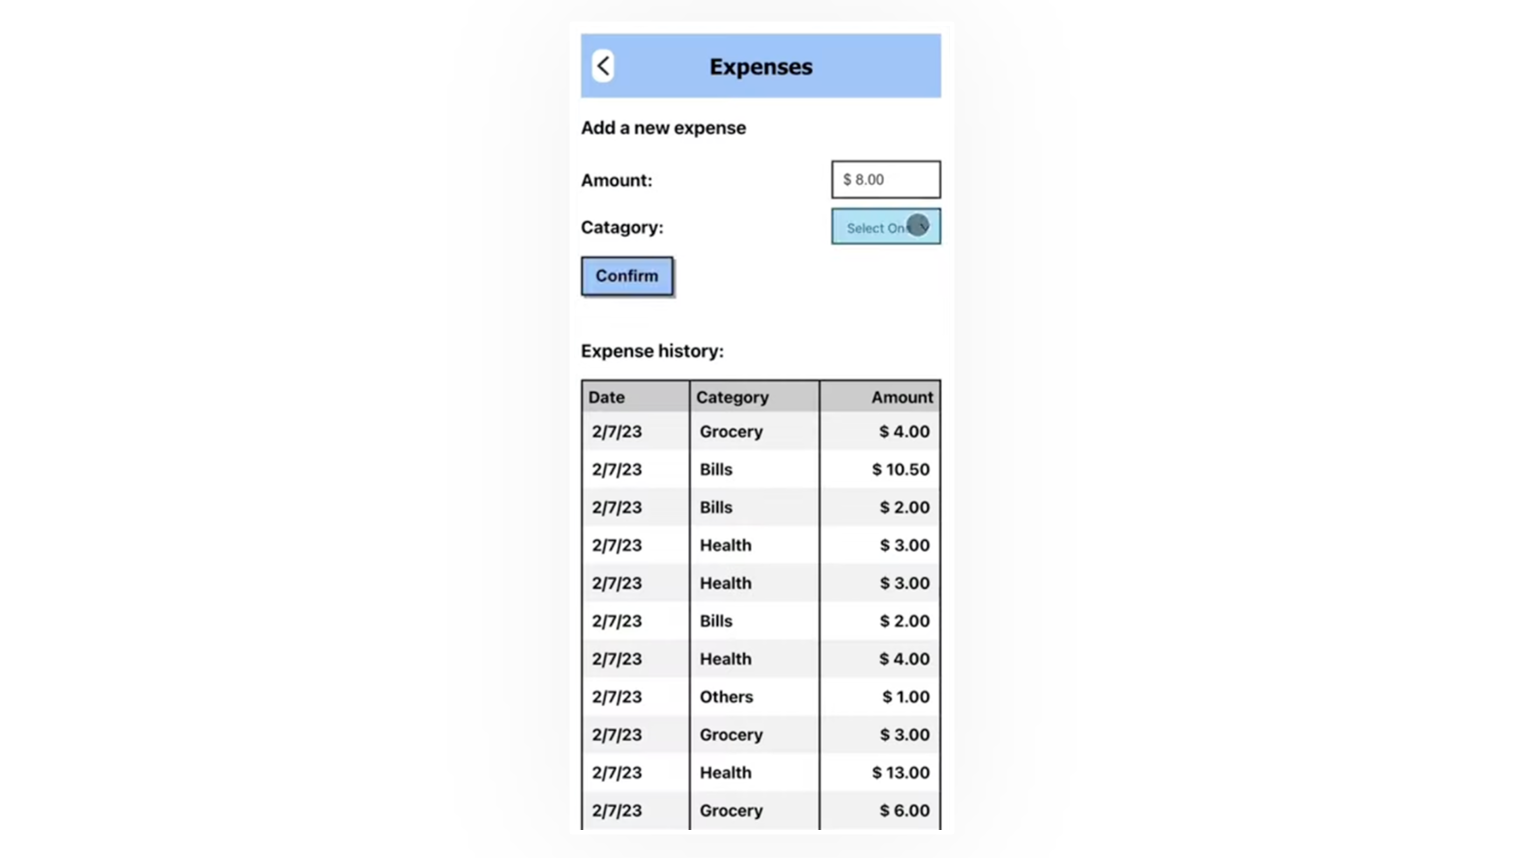 Expenses
Add a new expense
Amount: $ 8.00
Catagory: Select One
Confirm
Expense history:
Date Category Amount
2/7/23 Grocery $ 4.00
2/7/23 Bills $ 10.50
2/7/23 Bills $ 2.00
2/7/23 Health $ 3.00
2/7/23 Health $ 3.00
2/7/23 Bills $ 2.00
2/7/23 Health $ 4.00
2/7/23 Others $ 1.00
2/7/23 Grocery $ 3.00
2/7/23 Health $ 13.00
2/7/23 Grocery $ 6.00